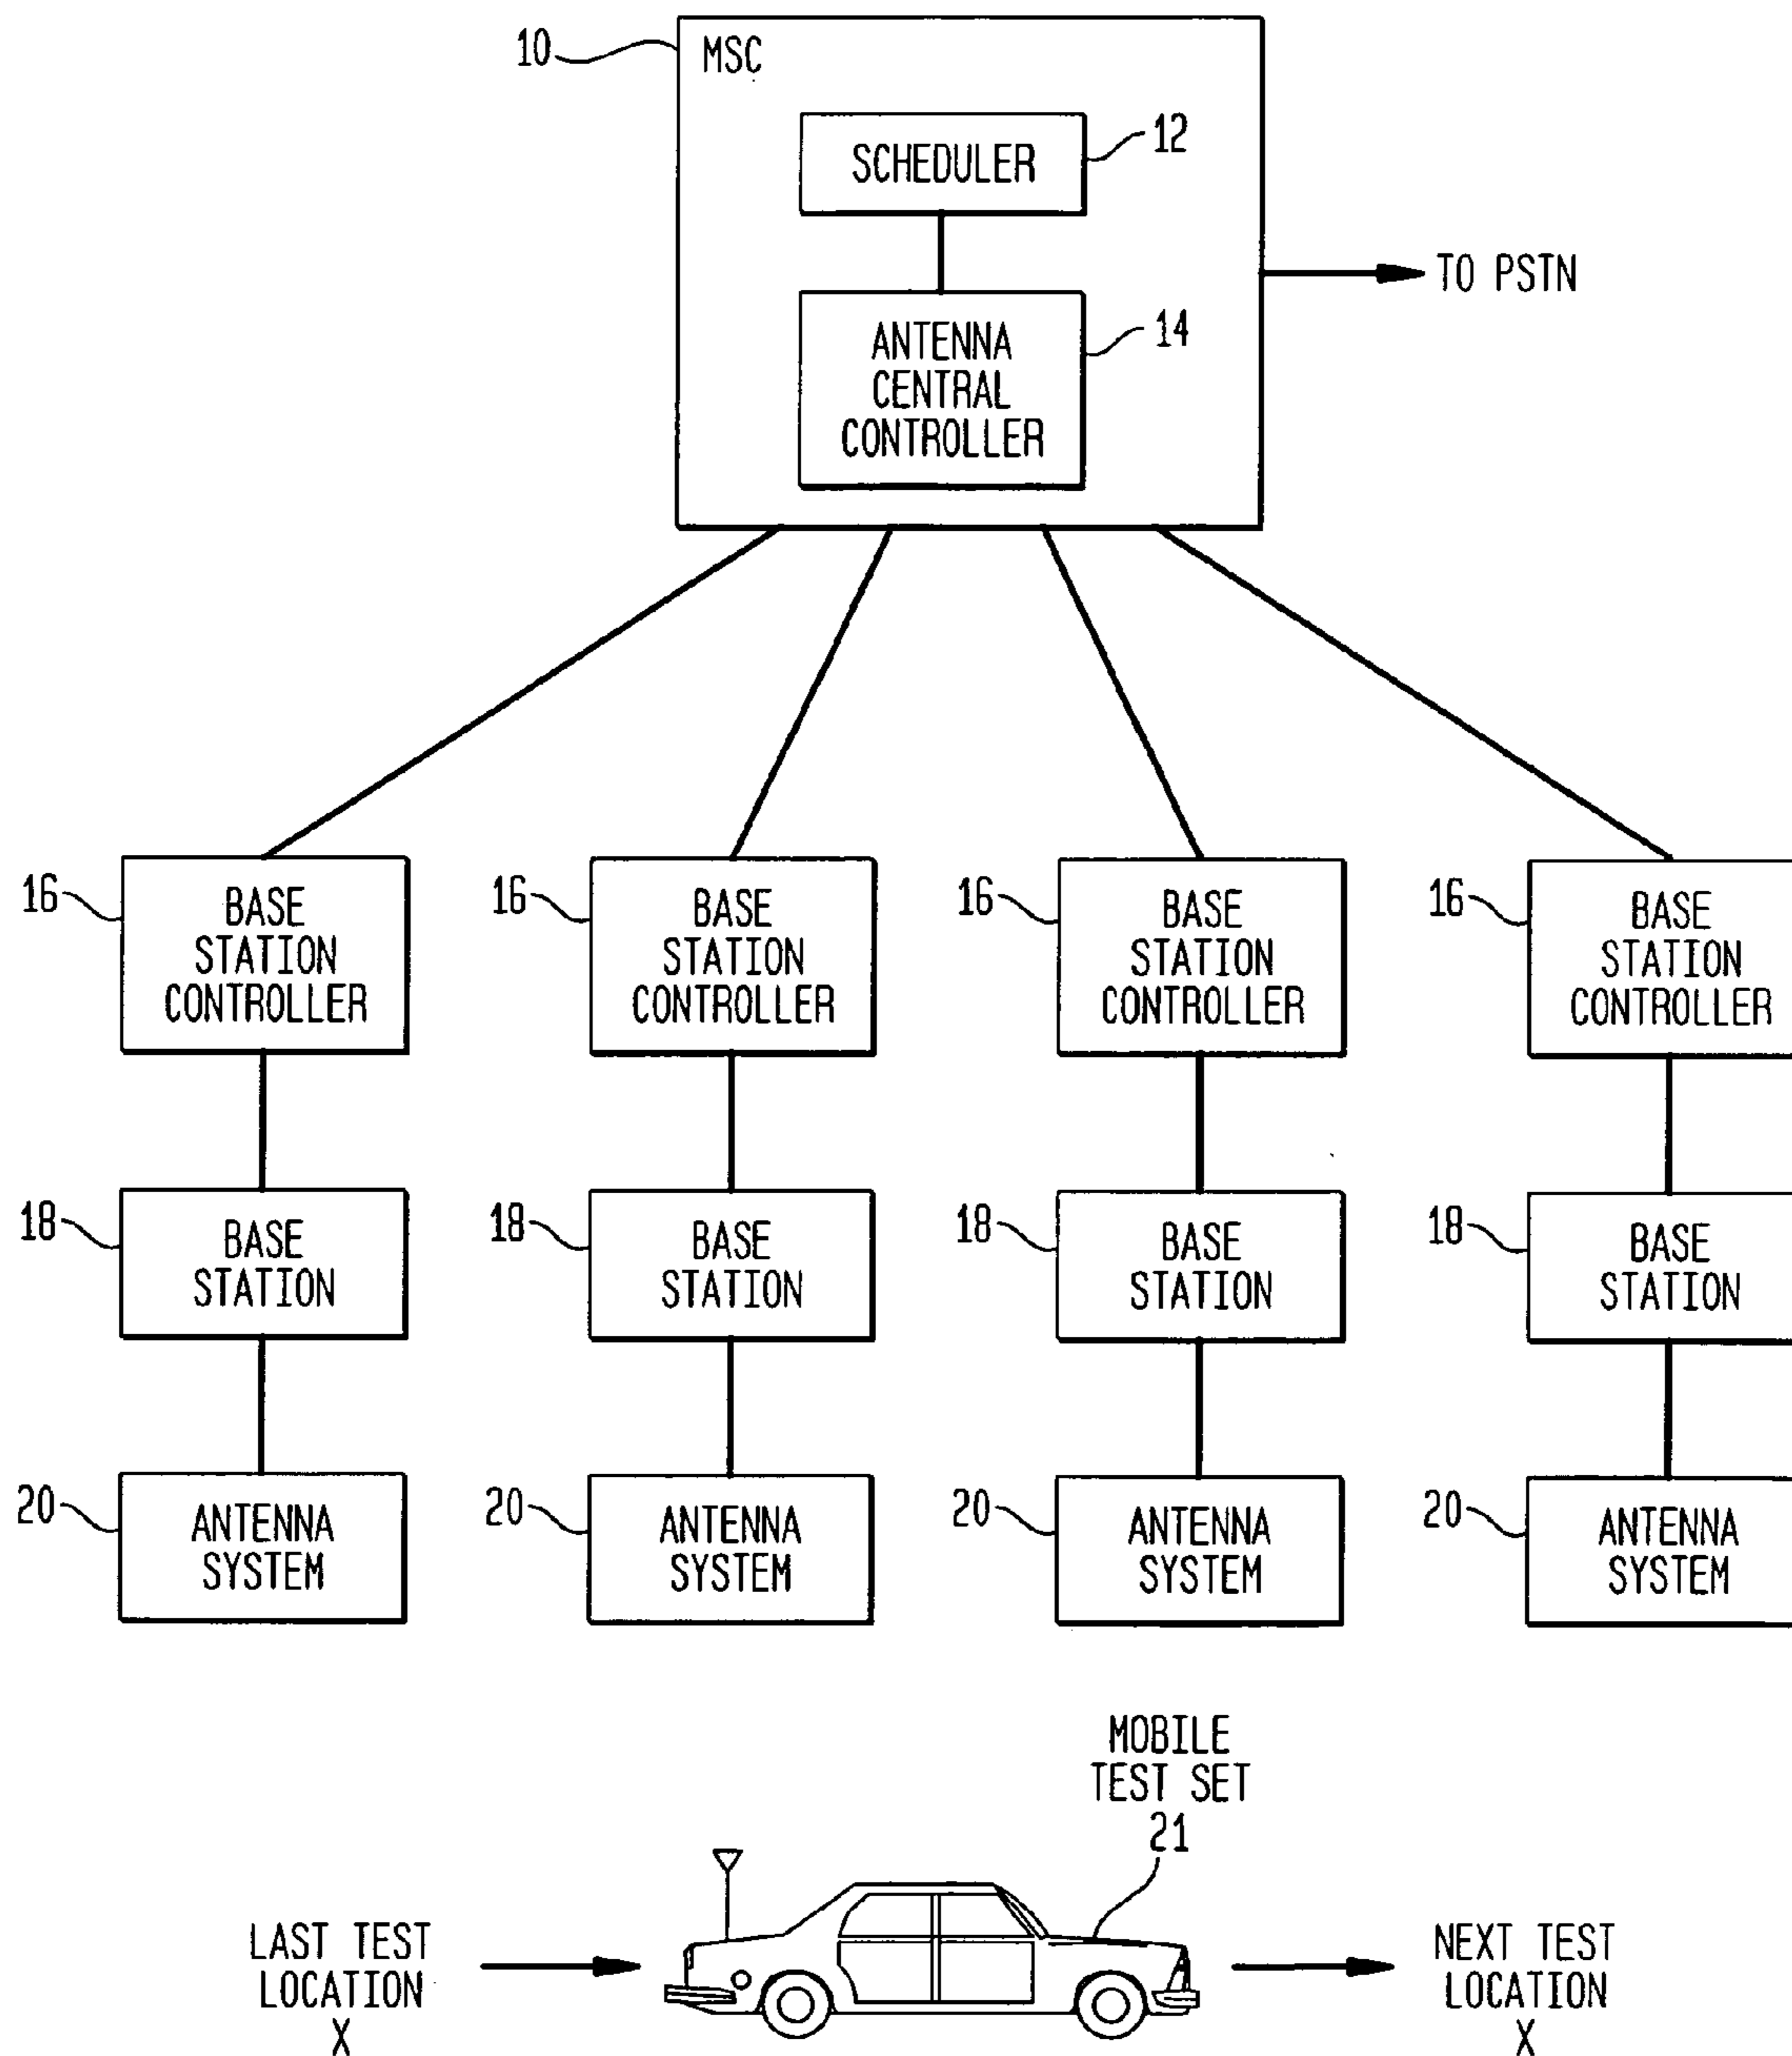 10
MSC
SCHEDULER
12
TO PSTN
ANTENNA
CENTRAL
CONTROLLER
14
16
BASE
STATION
CONTROLLER
16
BASE
STATION
CONTROLLER
16
BASE
STATION
CONTROLLER
16
BASE
STATION
CONTROLLER
18
BASE
STATION
18
BASE
STATION
18
BASE
STATION
18
BASE
STATION
20
ANTENNA
SYSTEM
20
ANTENNA
SYSTEM
20
ANTENNA
SYSTEM
20
ANTENNA
SYSTEM
MOBILE
TEST SET
21
LAST TEST
LOCATION
X
NEXT TEST
LOCATION
X